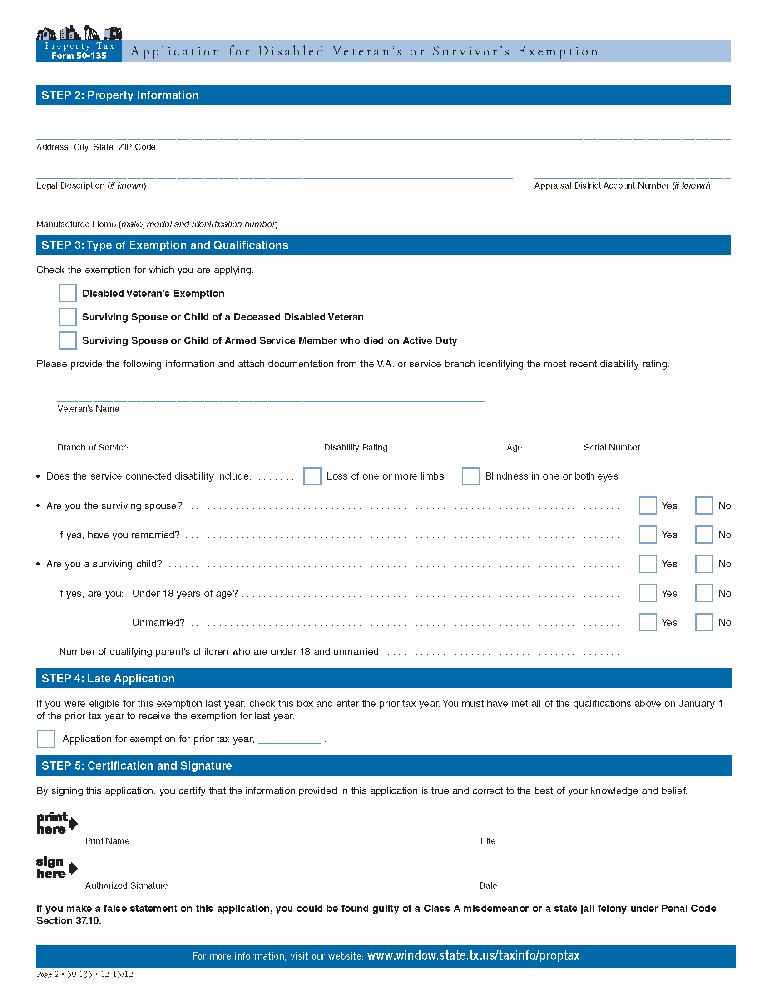 Property Tax
Form 50-135
Application for Disabled Veteran's or Survivor's Exemption
STEP 2: Property Information
Address, City, State, ZIP Code
Legal Description (if known)
Appraisal District Account Number (if known)
Manufactured Home (make, model and identification number)
STEP 3: Type of Exemption and Qualifications
Check the exemption for which you are applying.
Disabled Veteran's Exemption
Surviving Spouse or Child of a Deceased Disabled Veteran
Surviving Spouse or Child of Armed Service Member who died on Active Duty
Please provide the following information and attach documentation from the V.A. or service branch identifying the most recent disability rating.
Veteran's Name
Branch of Service Disability Rating Age Serial Number
• Does the service connected disability include: . . . . . . . Loss of one or more limbs Blindness in one or both eyes
• Are you the surviving spouse? Yes No
If yes, have you remarried? Yes No
• Are you a surviving child? Yes No
If yes, are you: Under 18 years of age? Yes No
Unmarried? Yes No
Number of qualifying parent's children who are under 18 and unmarried
STEP 4: Late Application
If you were eligible for this exemption last year, check this box and enter the prior tax year. You must have met all of the qualifications above on January 1
of the prior tax year to receive the exemption for last year.
Application for exemption for prior tax year, ___________ .
STEP 5: Certification and Signature
By signing this application, you certify that the information provided in this application is true and correct to the best of your knowledge and belief.
print
here
Print Name Title
sign
here
Authorized Signature Date
If you make a false statement on this application, you could be found guilty of a Class A misdemeanor or a state jail felony under Penal Code
Section 37.10.
For more information, visit our website: www.window.state.tx.us/taxinfo/proptax
Page 2 • 50-135 • 12-13/12